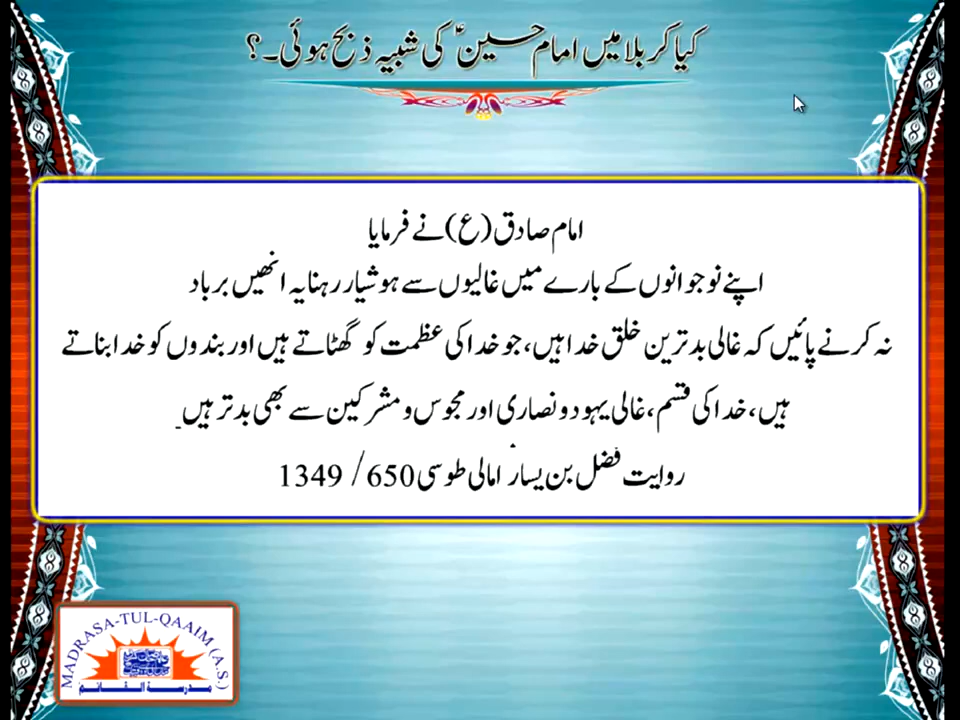 کیا کربلا میں امام حسینؑ کی شبیہ ذبح ہوئی۔؟
امام صادق (ع) نے فرمایا
اپنے نوجوانوں کے بارے میں غالیوں سے ہوشیار رہنا یہ انھیں برباد
نہ کرنے پائیں کہ غالی بدترین خلق خدا ہیں، جو خدا کی عظمت کو گھٹاتے ہیں اور بندوں کو خدا بناتے
ہیں، خدا کی قسم، غالی یہود و نصاری اور مجوس و مشرکین سے بھی بدتر ہیں۔
روایت فضل بن یسار امالی طوسی 650 / 1349
MADRASA-TUL-QAAIM (A.S.)
مدرسة القائم